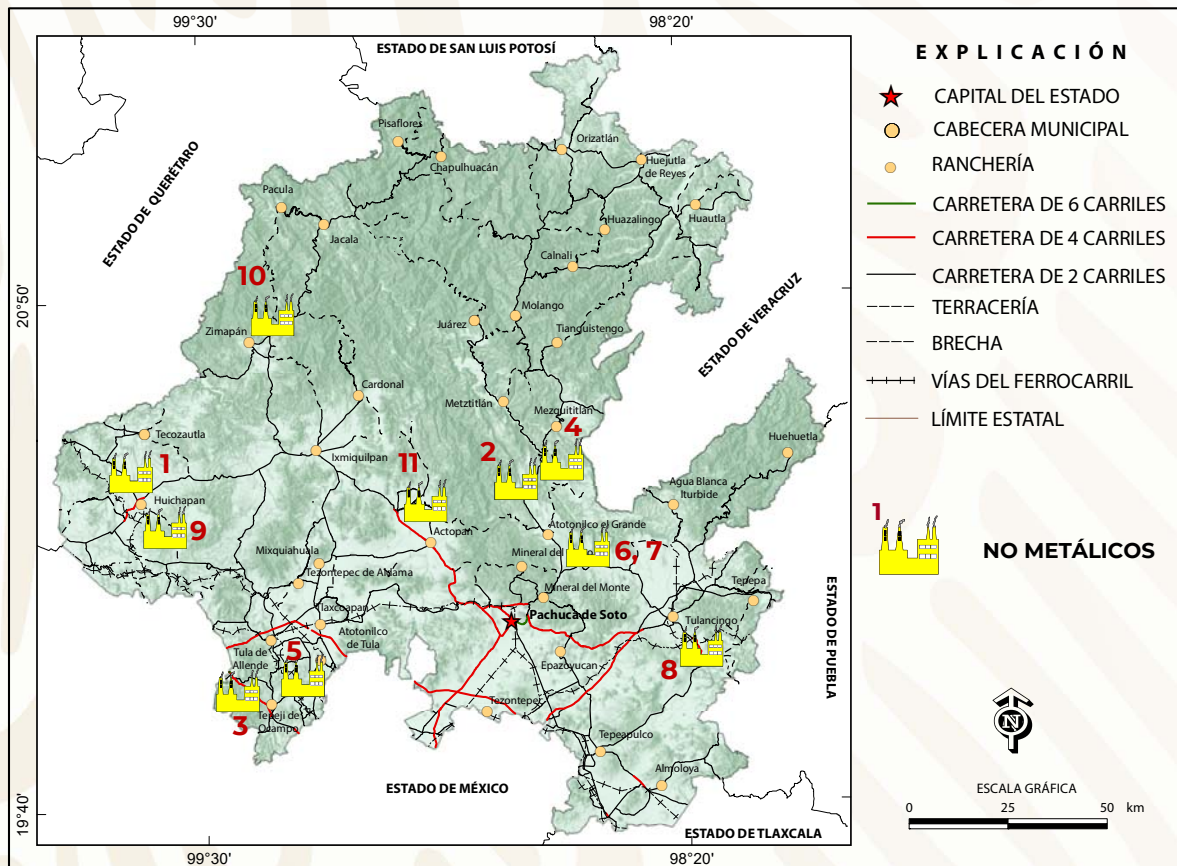 99°30'
98°20'
ESTADO DE SAN LUIS POTOSÍ
ESTADO DE QUERÉTARO
ESTADO DE VERACRUZ
ESTADO DE PUEBLA
ESTADO DE MÉXICO
ESTADO DE TLAXCALA
20°50'
19°40'
99°30'
98°20'
Pisaflores
Chapulhuacán
Orizatlán
Huejutla
de Reyes
Pacula
Jacala
Huazalingo
Huautla
Calnali
10
Molango
Juárez
Tianguistengo
Zimapán
Cardonal
Metztitlán
Mezquititlán
4
Tecozautla
Ixmiquilpan
Huehuetla
1
11
2
Agua Blanca
Iturbide
Huichapan
9
Actopan
Atotonilco el Grande
6, 7
Mixquiahuala
Mineral del
Tezontepec de Aldama
Mineral del Monte
Tepepa
Tlaxcoapan
Pachuca de Soto
Tulancingo
Atotonilco
de Tula
Tula de
Allende
5
Epazoyucan
8
3
Tepeji de
Ocampo
Tezontepec
Tepeapulco
Almoloya
EXPLICACIÓN
CAPITAL DEL ESTADO
CABECERA MUNICIPAL
RANCHERÍA
CARRETERA DE 6 CARRILES
CARRETERA DE 4 CARRILES
CARRETERA DE 2 CARRILES
TERRACERÍA
BRECHA
VÍAS DEL FERROCARRIL
LÍMITE ESTATAL
1
NO METÁLICOS
N
ESCALA GRÁFICA
0 25 50 km